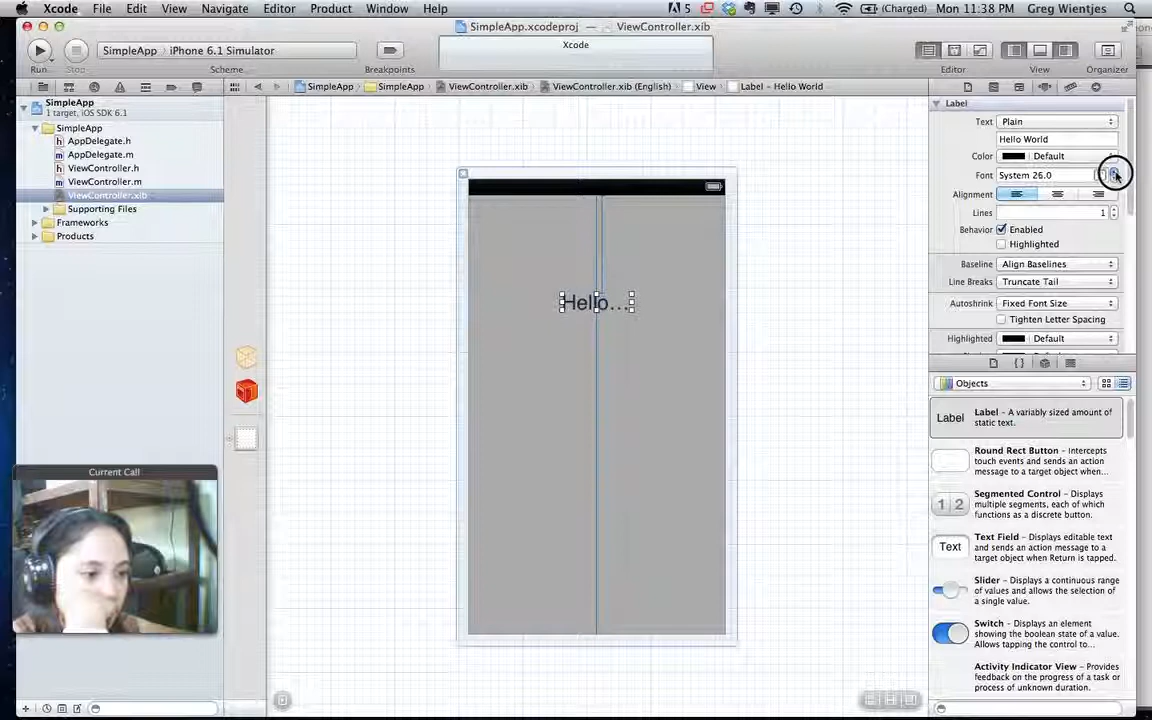 Xcode File Edit View Navigate Editor Product Window Help
5 (Charged) Mon 11:38 PM Greg Wientjes
SimpleApp.xcodeproj — ViewController.xib
SimpleApp iPhone 6.1 Simulator
Xcode
Run Stop Scheme Breakpoints Editor View Organizer
SimpleApp SimpleApp ViewController.xib ViewController.xib (English) View Label – Hello World
SimpleApp
1 target, iOS SDK 6.1
SimpleApp
AppDelegate.h
AppDelegate.m
ViewController.h
ViewController.m
ViewController.xib
Supporting Files
Frameworks
Products
Hello...
Current Call
Label
Text Plain
Hello World
Color Default
Font System 26.0
Alignment
Lines 1
Behavior Enabled
Highlighted
Baseline Align Baselines
Line Breaks Truncate Tail
Autoshrink Fixed Font Size
Tighten Letter Spacing
Highlighted Default
Objects
Label
Label – A variably sized amount of
static text.
Round Rect Button – Intercepts
touch events and sends an action
message to a target object when...
1 2
Segmented Control – Displays
multiple segments, each of which
functions as a discrete button.
Text
Text Field – Displays editable text
and sends an action message to a
target object when Return is tapped.
Slider – Displays a continuous range
of values and allows the selection of
a single value.
Switch – Displays an element
showing the boolean state of a value.
Allows tapping the control to...
Activity Indicator View – Provides
feedback on the progress of a task or
process of unknown duration.